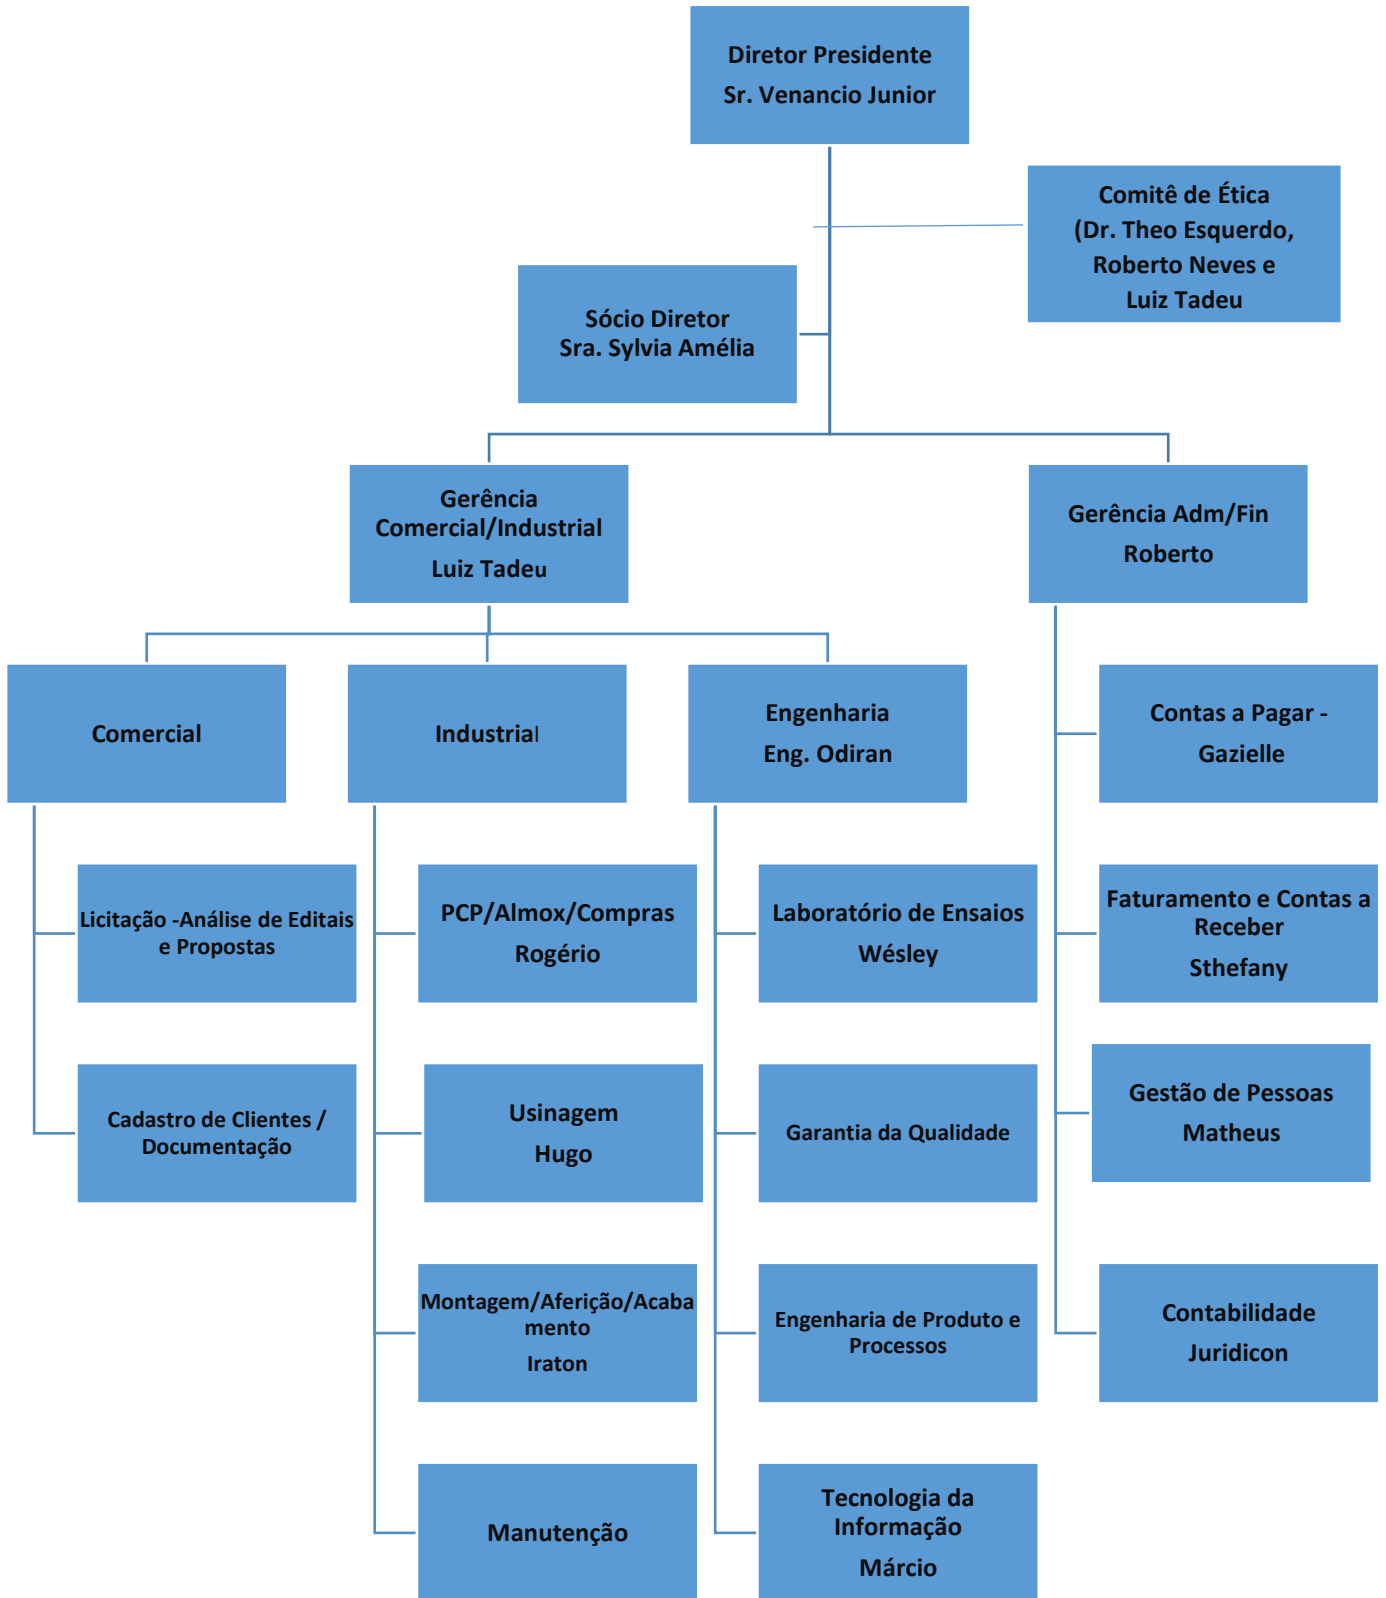 Diretor Presidente
Sr. Venancio Junior
Comitê de Ética
(Dr. Theo Esquerdo,
Roberto Neves e
Luiz Tadeu
Sócio Diretor
Sra. Sylvia Amélia
Gerência
Comercial/Industrial
Luiz Tadeu
Gerência Adm/Fin
Roberto
Comercial
Industrial
Engenharia
Eng. Odiran
Contas a Pagar -
Gazielle
Licitação -Análise de Editais
e Propostas
PCP/Almox/Compras
Rogério
Laboratório de Ensaios
Wésley
Faturamento e Contas a
Receber
Sthefany
Cadastro de Clientes /
Documentação
Usinagem
Hugo
Garantia da Qualidade
Gestão de Pessoas
Matheus
Montagem/Aferição/Acaba
mento
Iraton
Engenharia de Produto e
Processos
Contabilidade
Juridicon
Manutenção
Tecnologia da
Informação
Márcio